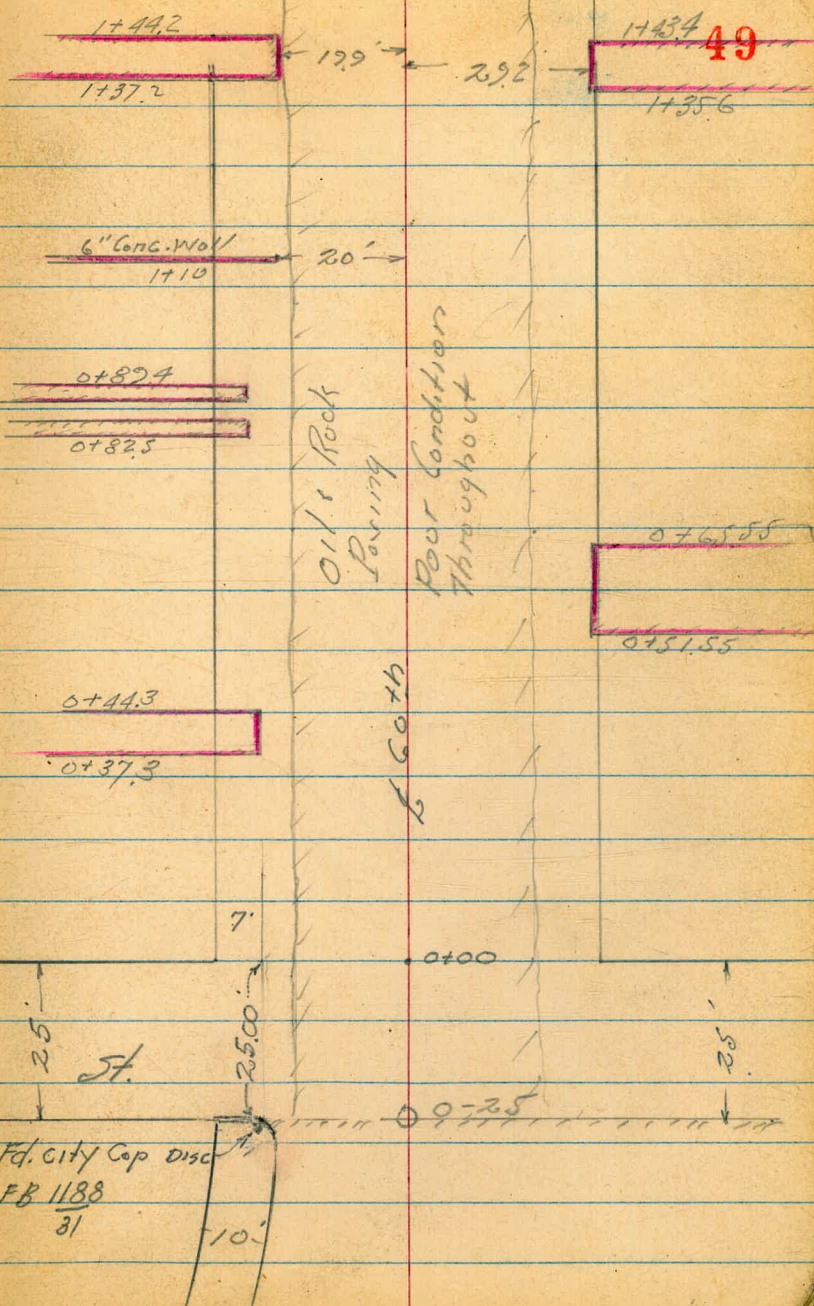 49
1+44.2
1+43.4
19.9'
29.2
1+37.2
1+35.6
6" Conc. Wall
20'
1+10
0+89.4
0+82.5
Oil & Rock
Paving
Poor Condition
Throughout
0+65.55
0+51.55
0+44.3
0+37.3
℄ 60th
7'
0+00
25'
25.00'
25'
St.
0-25
Fd. City Cop Disc
FB 1188
31
10'